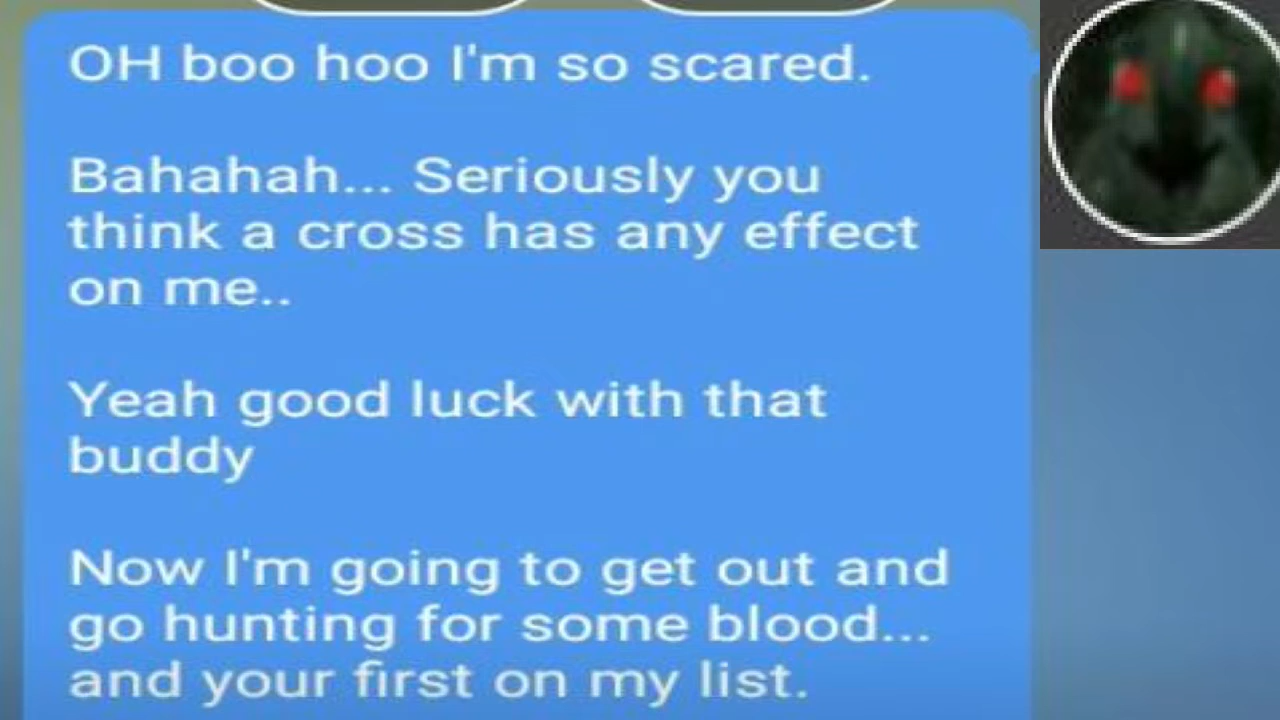 OH boo hoo I'm so scared.
Bahahah... Seriously you
think a cross has any effect
on me..
Yeah good luck with that
buddy
Now I'm going to get out and
go hunting for some blood...
and your first on my list.